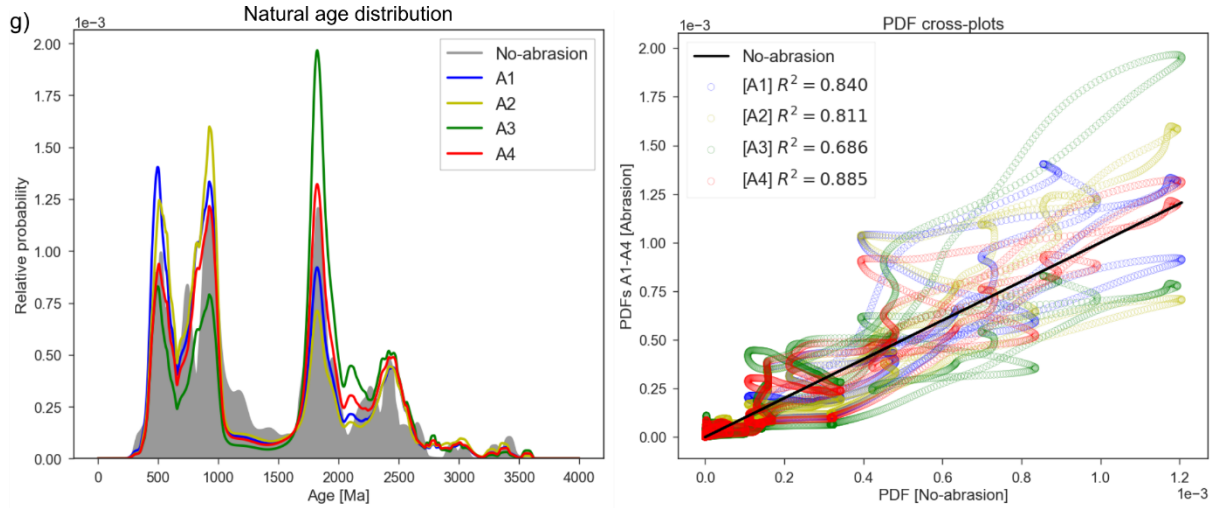 g)
Natural age distribution
1e−3
2.00
1.75
1.50
1.25
1.00
0.75
0.50
0.25
0.00
Relative probability
No-abrasion
A1
A2
A3
A4
0
500
1000
1500
2000
2500
3000
3500
4000
Age [Ma]
PDF cross-plots
1e−3
2.00
1.75
1.50
1.25
1.00
0.75
0.50
0.25
0.00
PDFs A1-A4 [Abrasion]
No-abrasion
[A1] R² = 0.840
[A2] R² = 0.811
[A3] R² = 0.686
[A4] R² = 0.885
0.0
0.2
0.4
0.6
0.8
1.0
1.2
1e−3
PDF [No-abrasion]